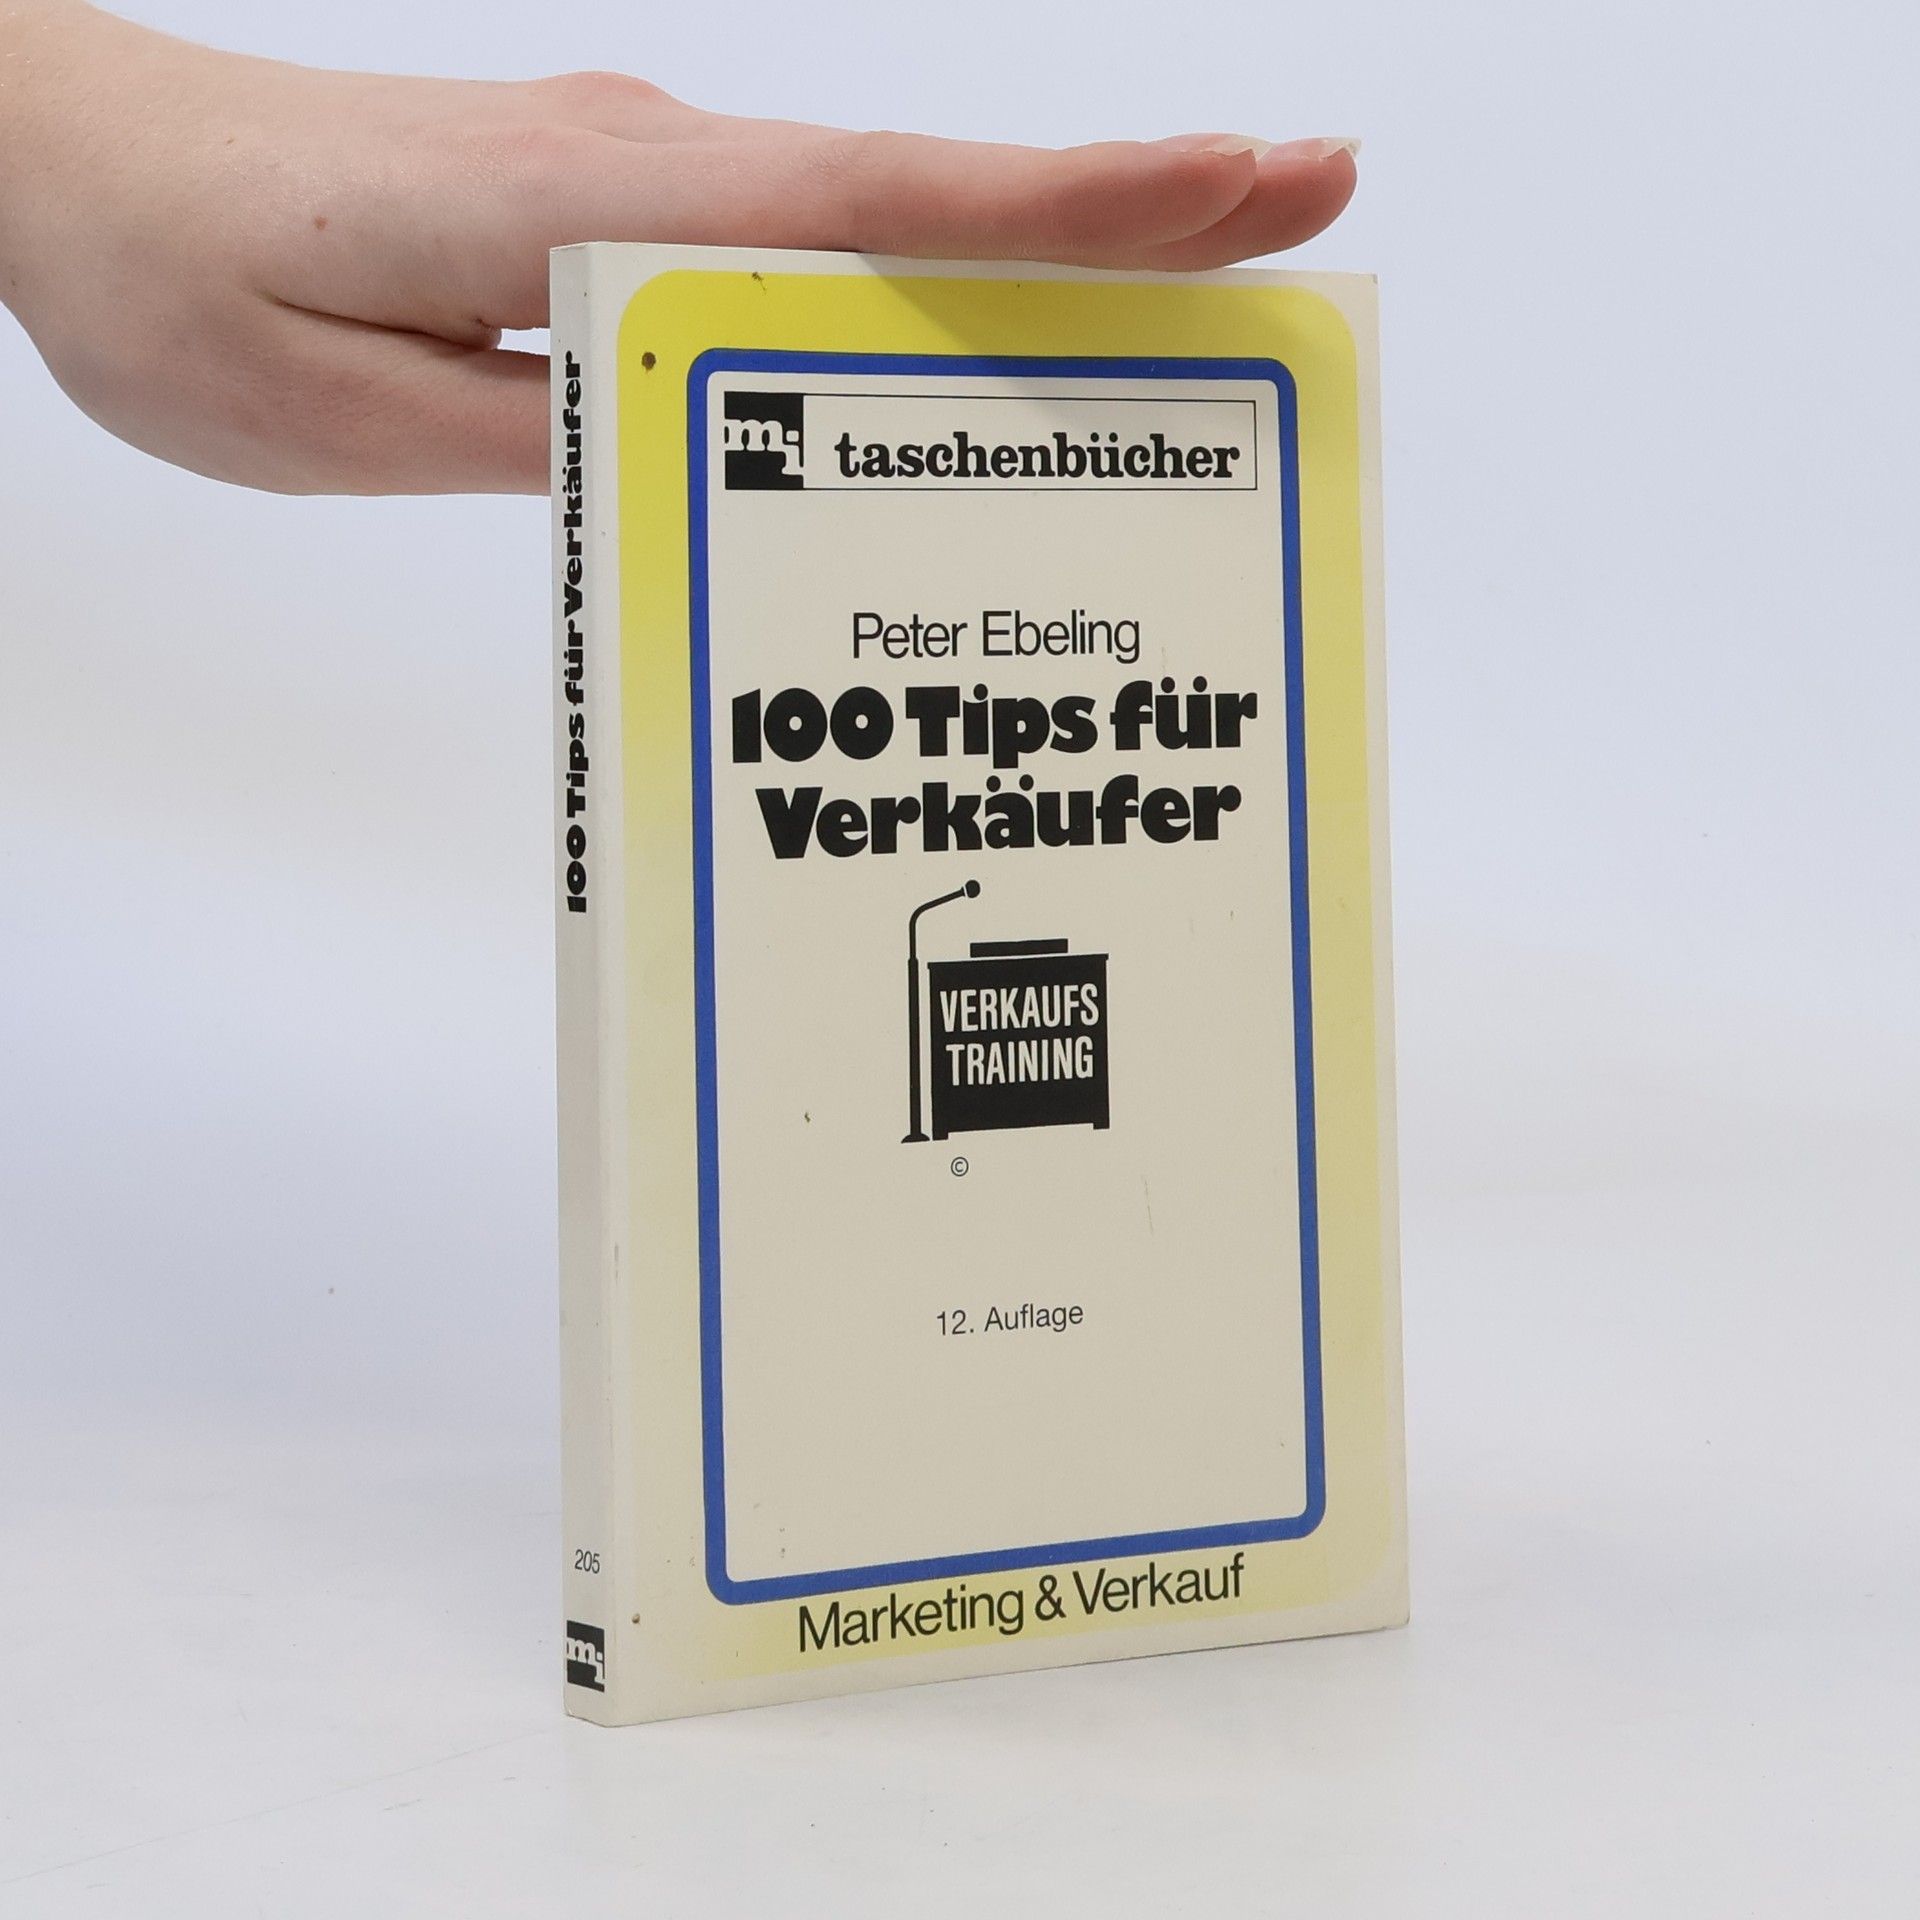 mi taschenbücher
Peter Ebeling
100 Tips für
Verkäufer
VERKAUFS
TRAINING
©
12. Auflage
Marketing & Verkauf
100 Tips für Verkäufer
205
mi